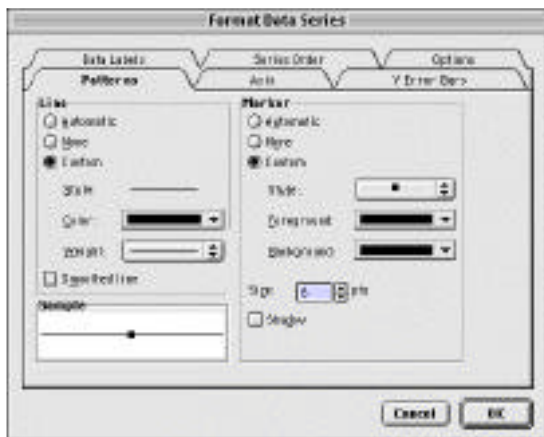 Format Data Series
Data Labels
Series Order
Options
Patterns
Axis
Y Error Bars
Line
Automatic
None
Custom
Style
Color:
Weight:
Smoothed line
Sample
Marker
Automatic
None
Custom
Style:
Foreground:
Background:
Size:
pts
Shadow
Cancel
OK